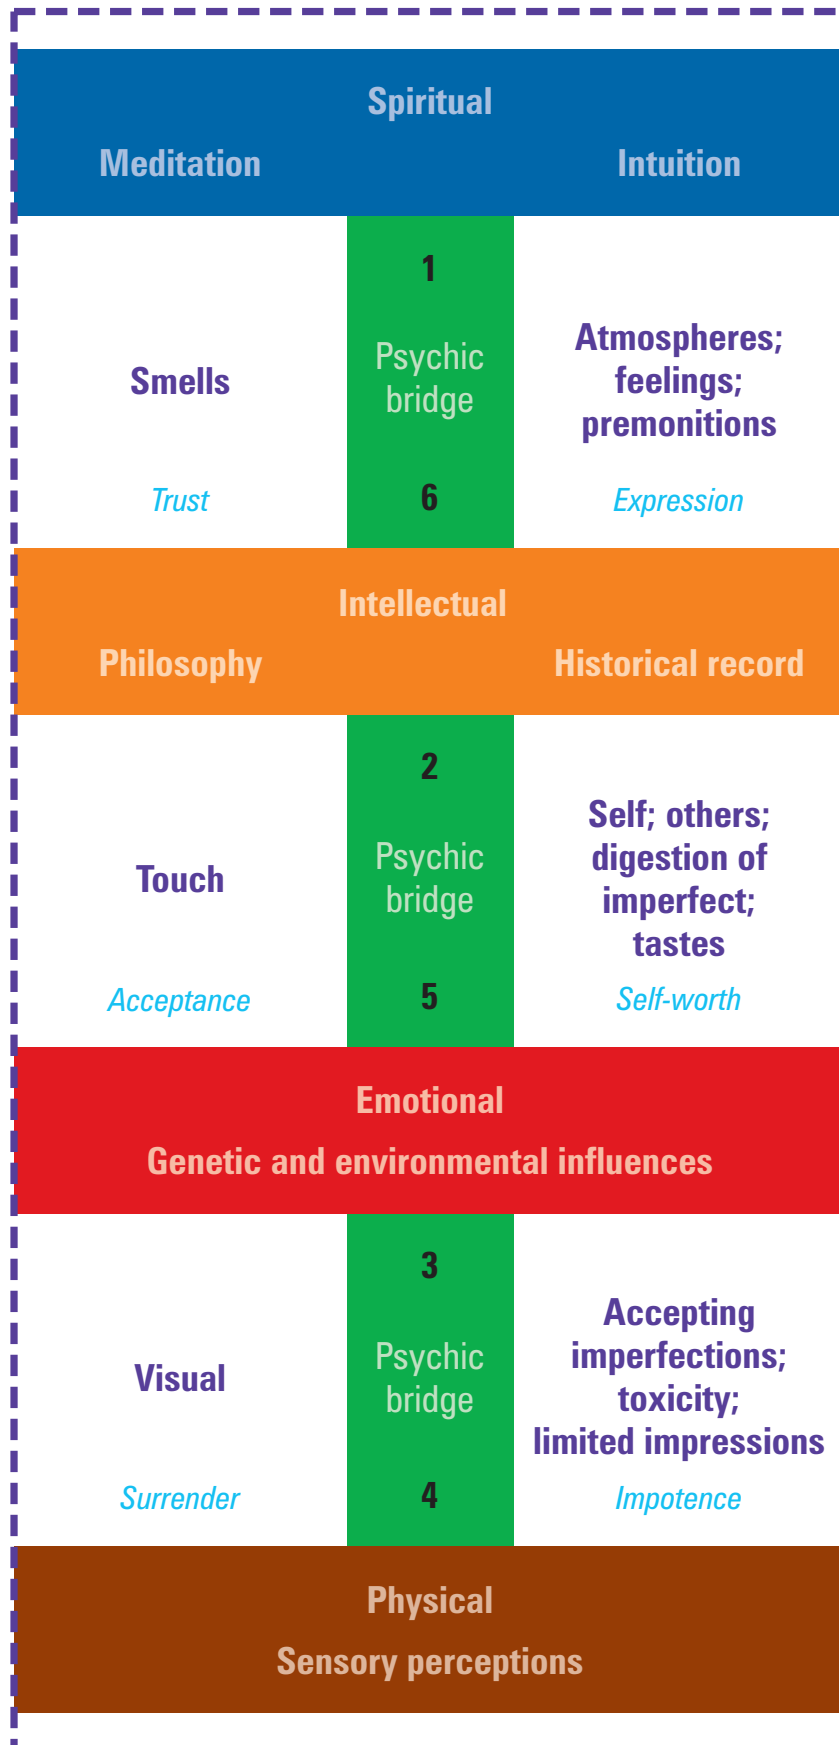 Spiritual
Meditation Intuition
1
Smells
Psychic
bridge
Atmospheres;
feelings;
premonitions
Trust 6 Expression
Intellectual
Philosophy Historical record
2
Touch
Psychic
bridge
Self; others;
digestion of
imperfect;
tastes
Acceptance 5 Self-worth
Emotional
Genetic and environmental influences
3
Visual
Psychic
bridge
Accepting
imperfections;
toxicity;
limited impressions
Surrender 4 Impotence
Physical
Sensory perceptions